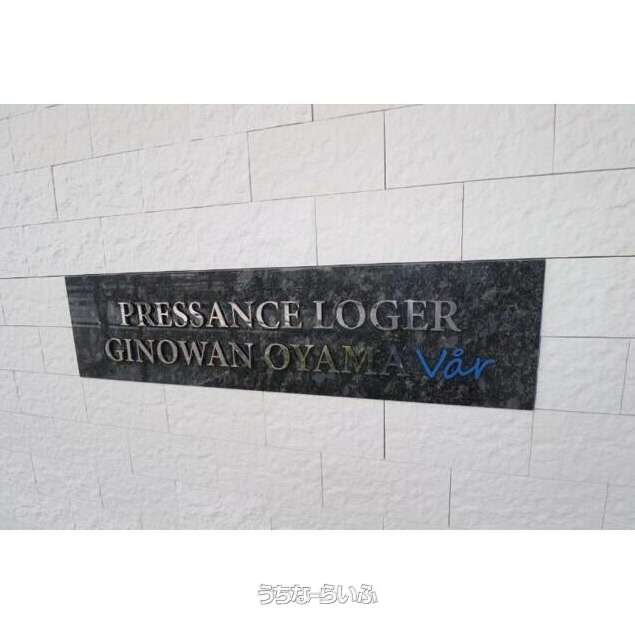 PRESSANCE LOGER
GINOWAN OYAMA Vår
うちなーらいふ